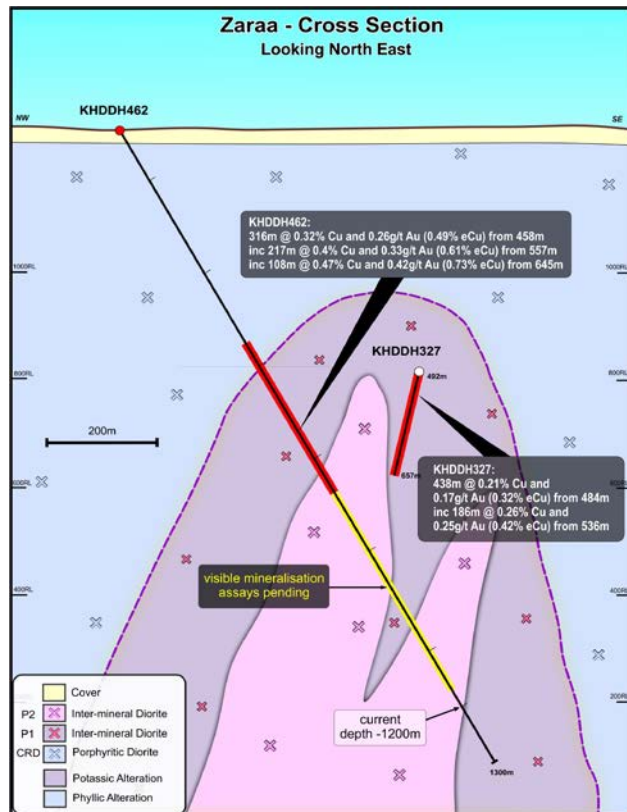 Zaraa - Cross Section
Looking North East
KHDDH462
NW
SE
KHDDH462:
316m @ 0.32% Cu and 0.26g/t Au (0.49% eCu) from 458m
inc 217m @ 0.4% Cu and 0.33g/t Au (0.61% eCu) from 557m
inc 108m @ 0.47% Cu and 0.42g/t Au (0.73% eCu) from 645m
1000RL
1000RL
KHDDH327
492m
800RL
800RL
200m
657m
KHDDH327:
438m @ 0.21% Cu and
0.17g/t Au (0.32% eCu) from 484m
inc 186m @ 0.26% Cu and
0.25g/t Au (0.42% eCu) from 536m
visible mineralisation
assays pending
400RL
400RL
current
depth -1200m
1300m
Cover
P2 Inter-mineral Diorite
P1 Inter-mineral Diorite
CRD Porphyritic Diorite
Potassic Alteration
Phyllic Alteration